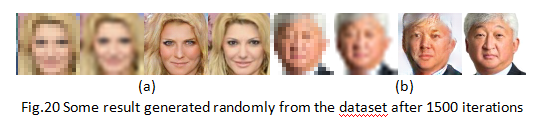 (a) (b)
Fig.20 Some result generated randomly from the dataset after 1500 iterations